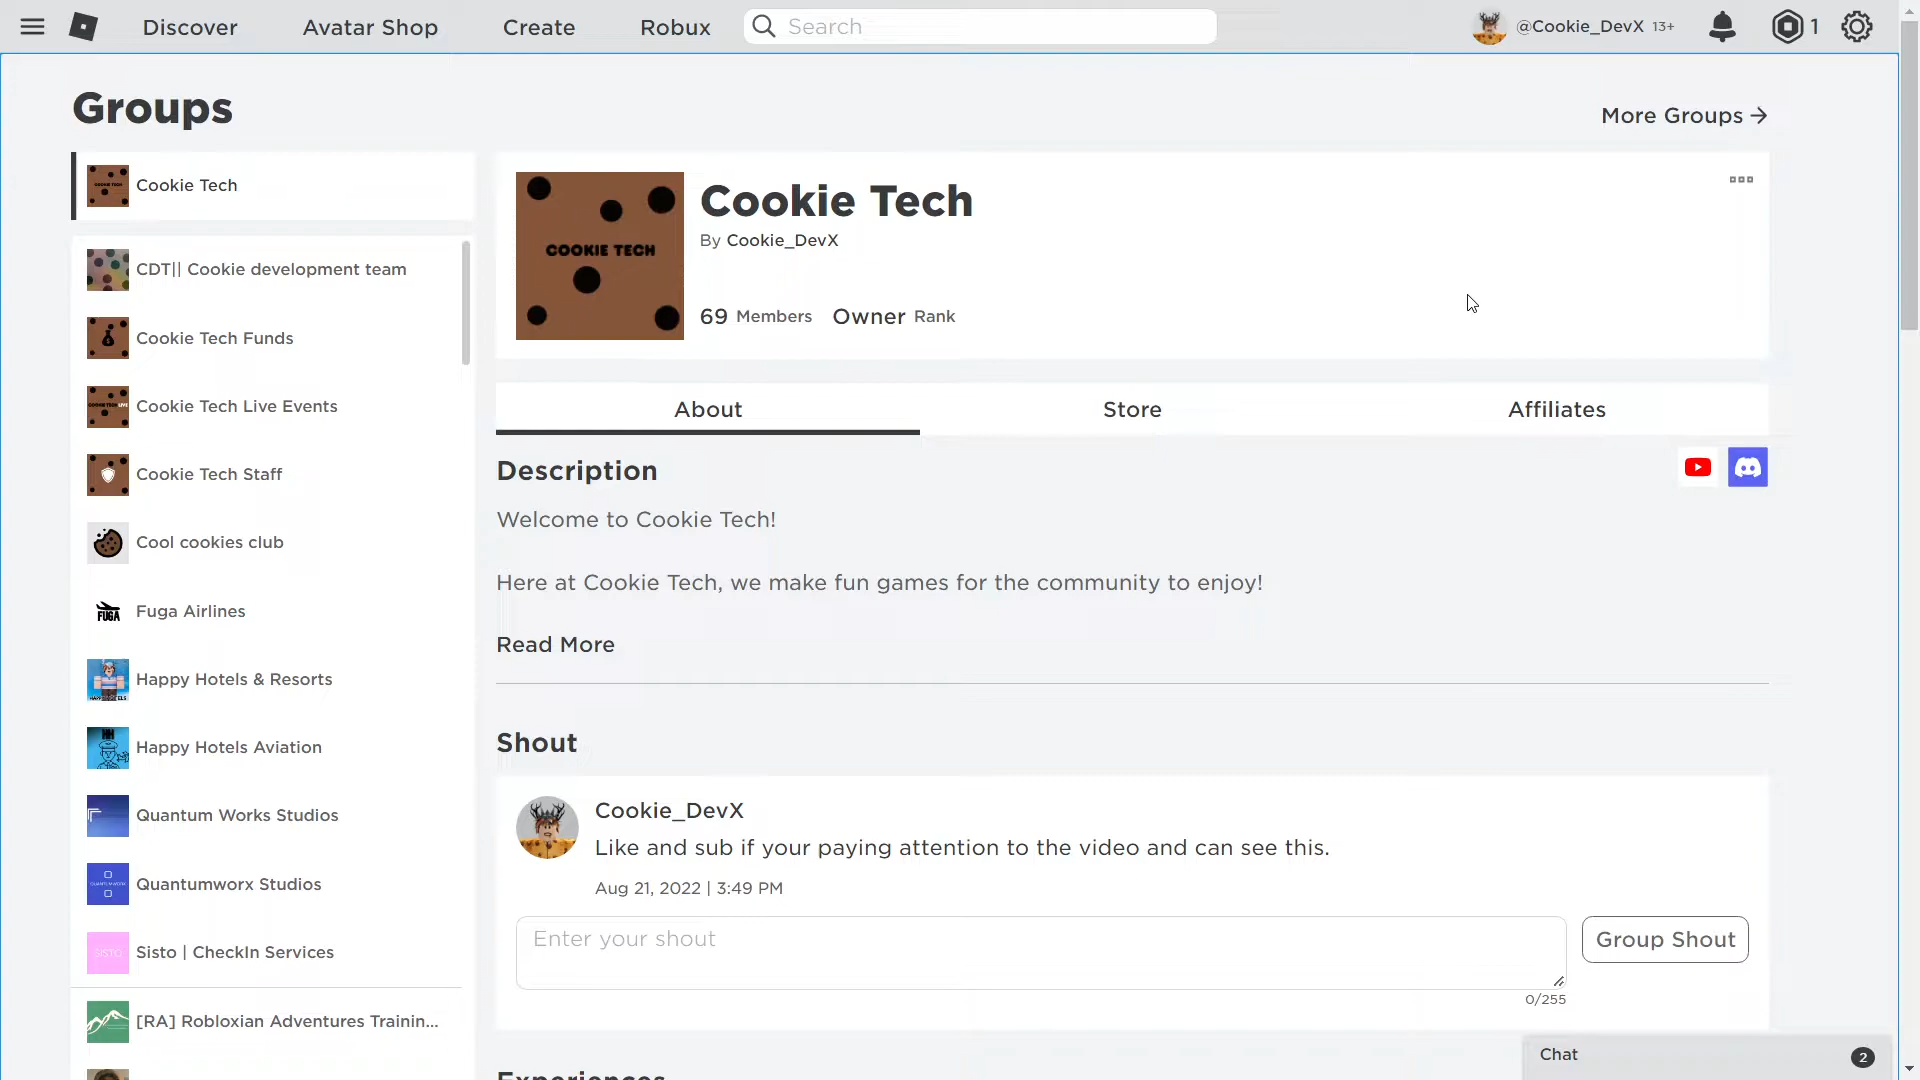 Discover Avatar Shop Create Robux Search @Cookie_DevX 13+ 1
Groups
More Groups
Cookie Tech
CDT|| Cookie development team
Cookie Tech Funds
Cookie Tech Live Events
Cookie Tech Staff
Cool cookies club
FUGA
Fuga Airlines
Happy Hotels & Resorts
Happy Hotels Aviation
Quantum Works Studios
Quantumworx Studios
SISTO
Sisto | CheckIn Services
[RA] Robloxian Adventures Trainin...
COOKIE TECH
Cookie Tech
By Cookie_DevX
69 Members Owner Rank
About Store Affiliates
Description
Welcome to Cookie Tech!
Here at Cookie Tech, we make fun games for the community to enjoy!
Read More
Shout
Cookie_DevX
Like and sub if your paying attention to the video and can see this.
Aug 21, 2022 | 3:49 PM
Enter your shout
Group Shout
0/255
Experiences
Chat 2